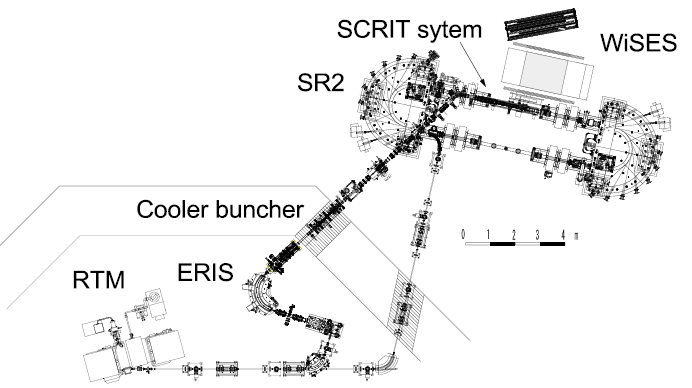 SCRIT sytem
WiSES
SR2
Cooler buncher
0 1 2 3 4 m
ERIS
RTM